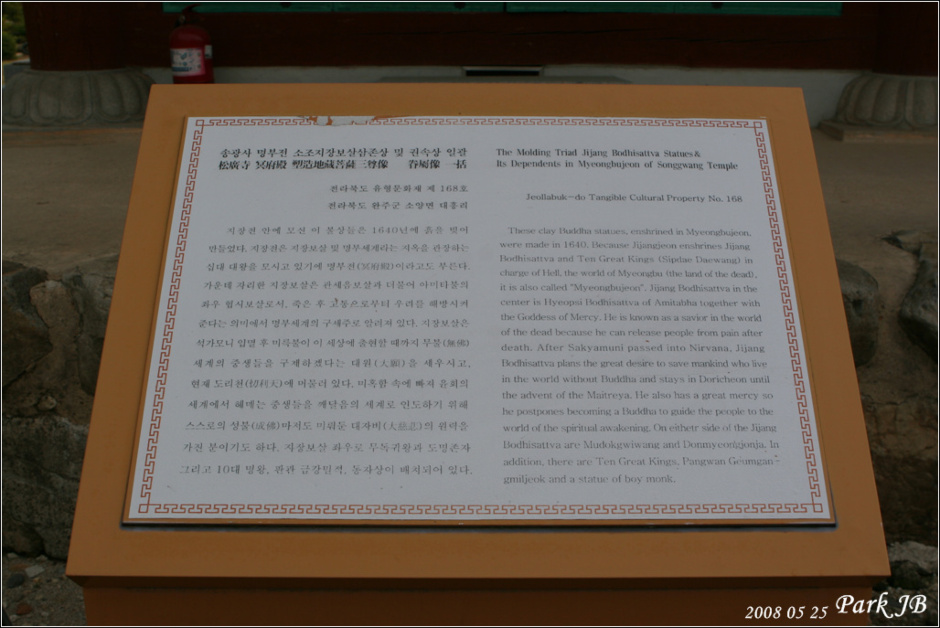 송광사 명부전 소조지장보살삼존상 및 권속상 일괄
松廣寺 冥府殿 塑造地藏菩薩三尊像 眷屬像 一括
전라북도 유형문화재 제 168호
전라북도 완주군 소양면 대흥리
지장전 안에 모신 이 불상들은 1640년에 흙을 빚어
만들었다. 지장전은 지장보살 및 명부세계라는 지옥을 관장하는
십대 대왕을 모시고 있기에 명부전(冥府殿)이라고도 부른다.
가운데 자리한 지장보살은 관세음보살과 더불어 아미타불의
좌우 협시보살로서, 죽은 후 고통으로부터 우리를 해방시켜
준다는 의미에서 명부세계의 구제주로 알려져 있다. 지장보살은
석가모니 입멸 후 미륵불이 이 세상에 출현할 때까지 무불(無佛)
세계의 중생들을 구제하겠다는 대원(大願)을 세우시고,
현재 도리천(忉利天)에 머물러 있다. 미혹함 속에 빠져 윤회의
세계에서 헤매는 중생들을 깨달음의 세계로 인도하기 위해
스스로의 성불(成佛)마저도 미뤄둔 대자비(大慈悲)의 원력을
가진 분이기도 하다. 지장보살 좌우로 무독귀왕과 도명존자
그리고 10대 명왕, 판관 금강밀적, 동자상이 배치되어 있다.
The Molding Triad Jijang Bodhisattva Statues&
Its Dependents in Myeongbujeon of Songgwang Temple
Jeollabuk-do Tangible Cultural Property No. 168
These clay Buddha statues, enshrined in Myeongbujeon,
were made in 1640. Because Jijangjeon enshrines Jijang
Bodhisattva and Ten Great Kings (Sipdae Daewang) in
charge of Hell, the world of Myeongbu (the land of the dead),
it is also called "Myeongbujeon". Jijang Bodhisattva in the
center is Hyeopsi Bodhisattva of Amitabha together with
the Goddess of Mercy. He is known as a savior in the world
of the dead because he can release people from pain after
death. After Sakyamuni passed into Nirvana, Jijang
Bodhisattva plans the great desire to save mankind who live
in the world without Buddha and stays in Doricheon until
the advent of the Maitreya. He also has a great mercy so
he postpones becoming a Buddha to guide the people to the
world of the spiritual awakening. On eithetr side of the Jijang
Bodhisattva are Mudokgwiwang and Donmyeongjonja. In
addition, there are Ten Great Kings, Pangwan Geumgan-
gmiljeok and a statue of boy monk.
2008 05 25 Park JB